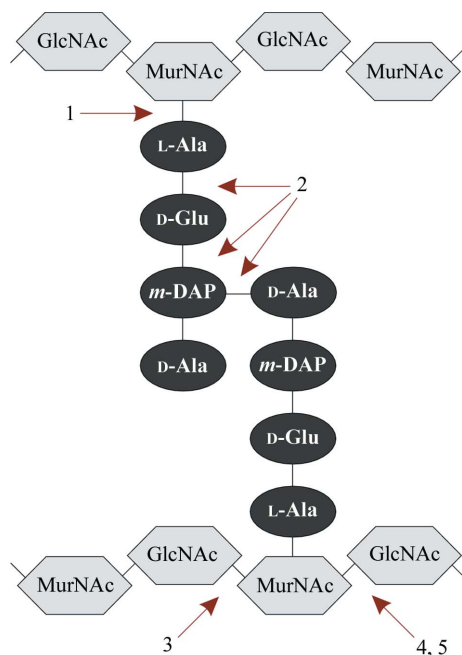 GlcNAc
GlcNAc
MurNAc
MurNAc
1
L-Ala
2
D-Glu
m-DAP
D-Ala
D-Ala
m-DAP
D-Glu
L-Ala
GlcNAc
GlcNAc
MurNAc
MurNAc
3
4, 5